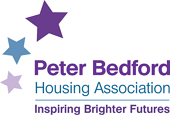 Peter Bedford
Housing Association
Inspiring Brighter Futures